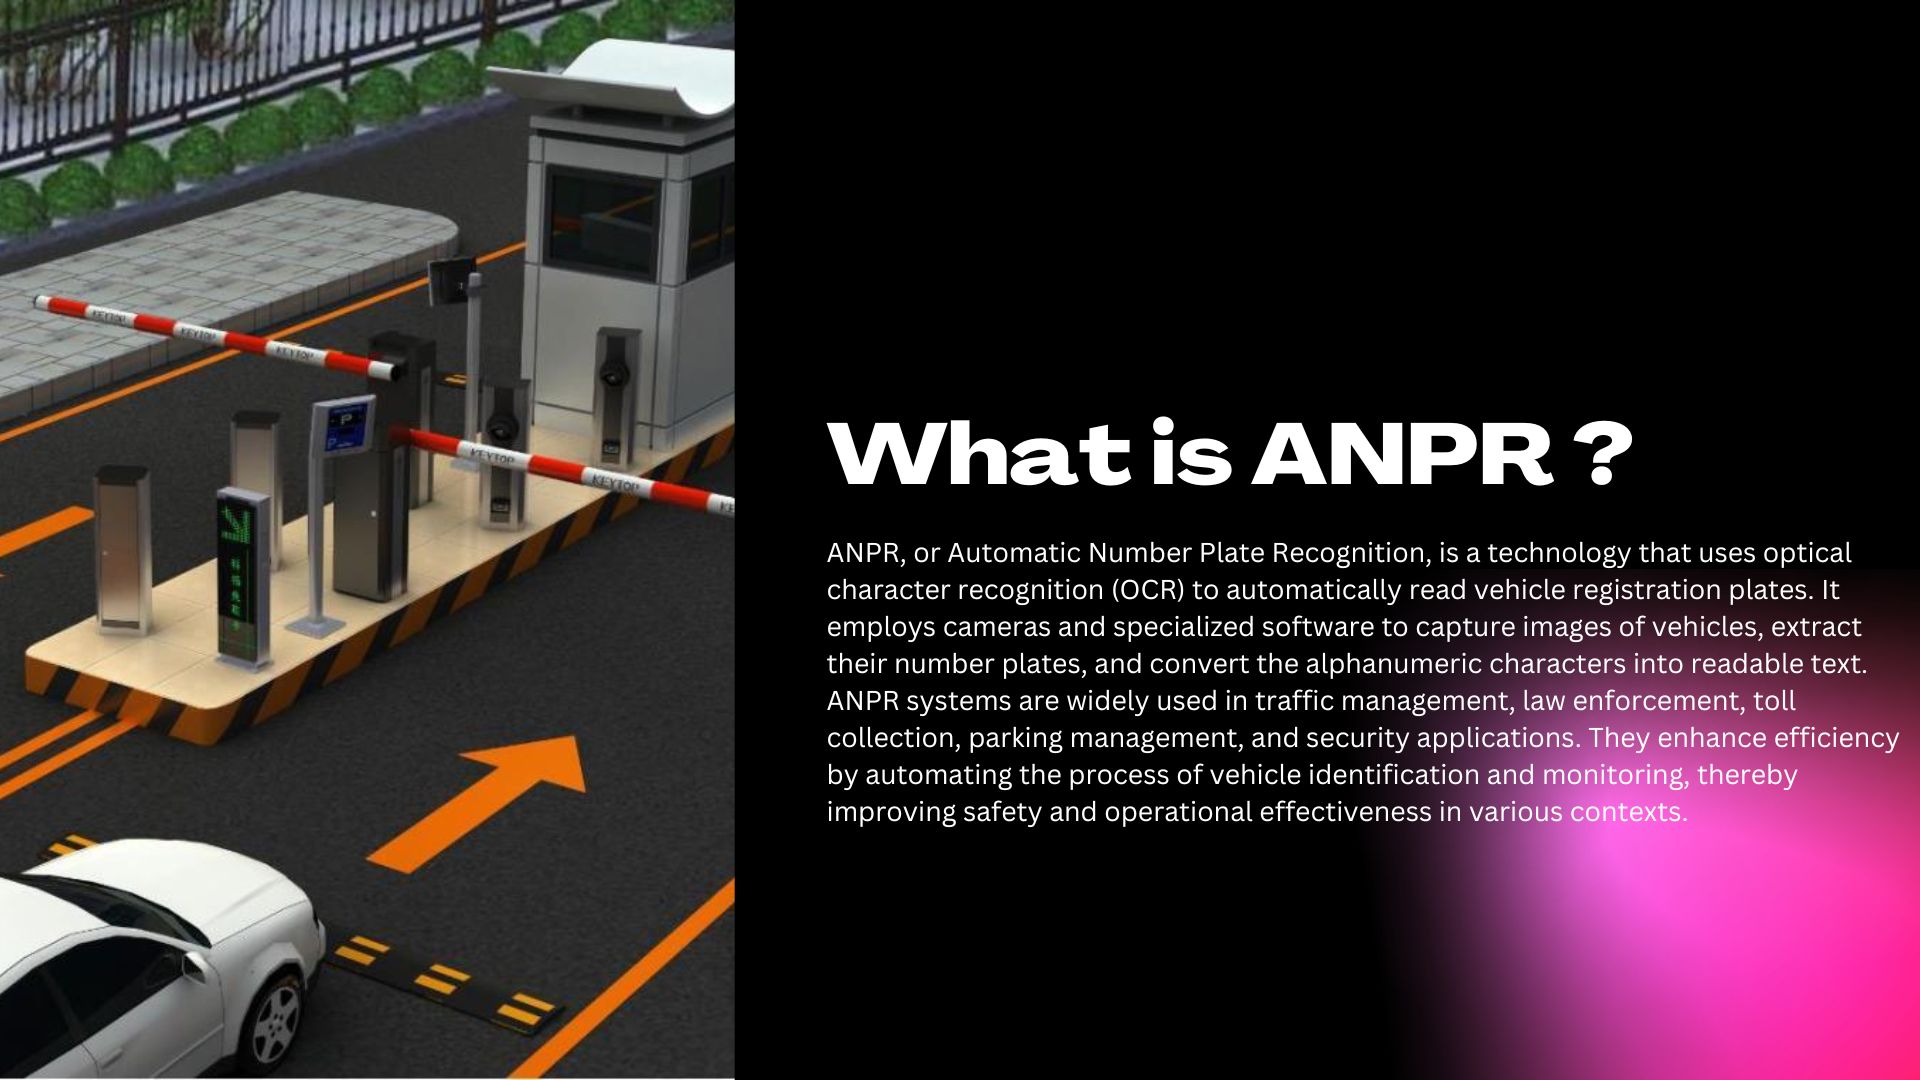 KEYTOP KEYTOP KEYTOP
P
KEYTOP KEYTOP KE
What is ANPR ?
ANPR, or Automatic Number Plate Recognition, is a technology that uses optical
character recognition (OCR) to automatically read vehicle registration plates. It
employs cameras and specialized software to capture images of vehicles, extract
their number plates, and convert the alphanumeric characters into readable text.
ANPR systems are widely used in traffic management, law enforcement, toll
collection, parking management, and security applications. They enhance efficiency
by automating the process of vehicle identification and monitoring, thereby
improving safety and operational effectiveness in various contexts.